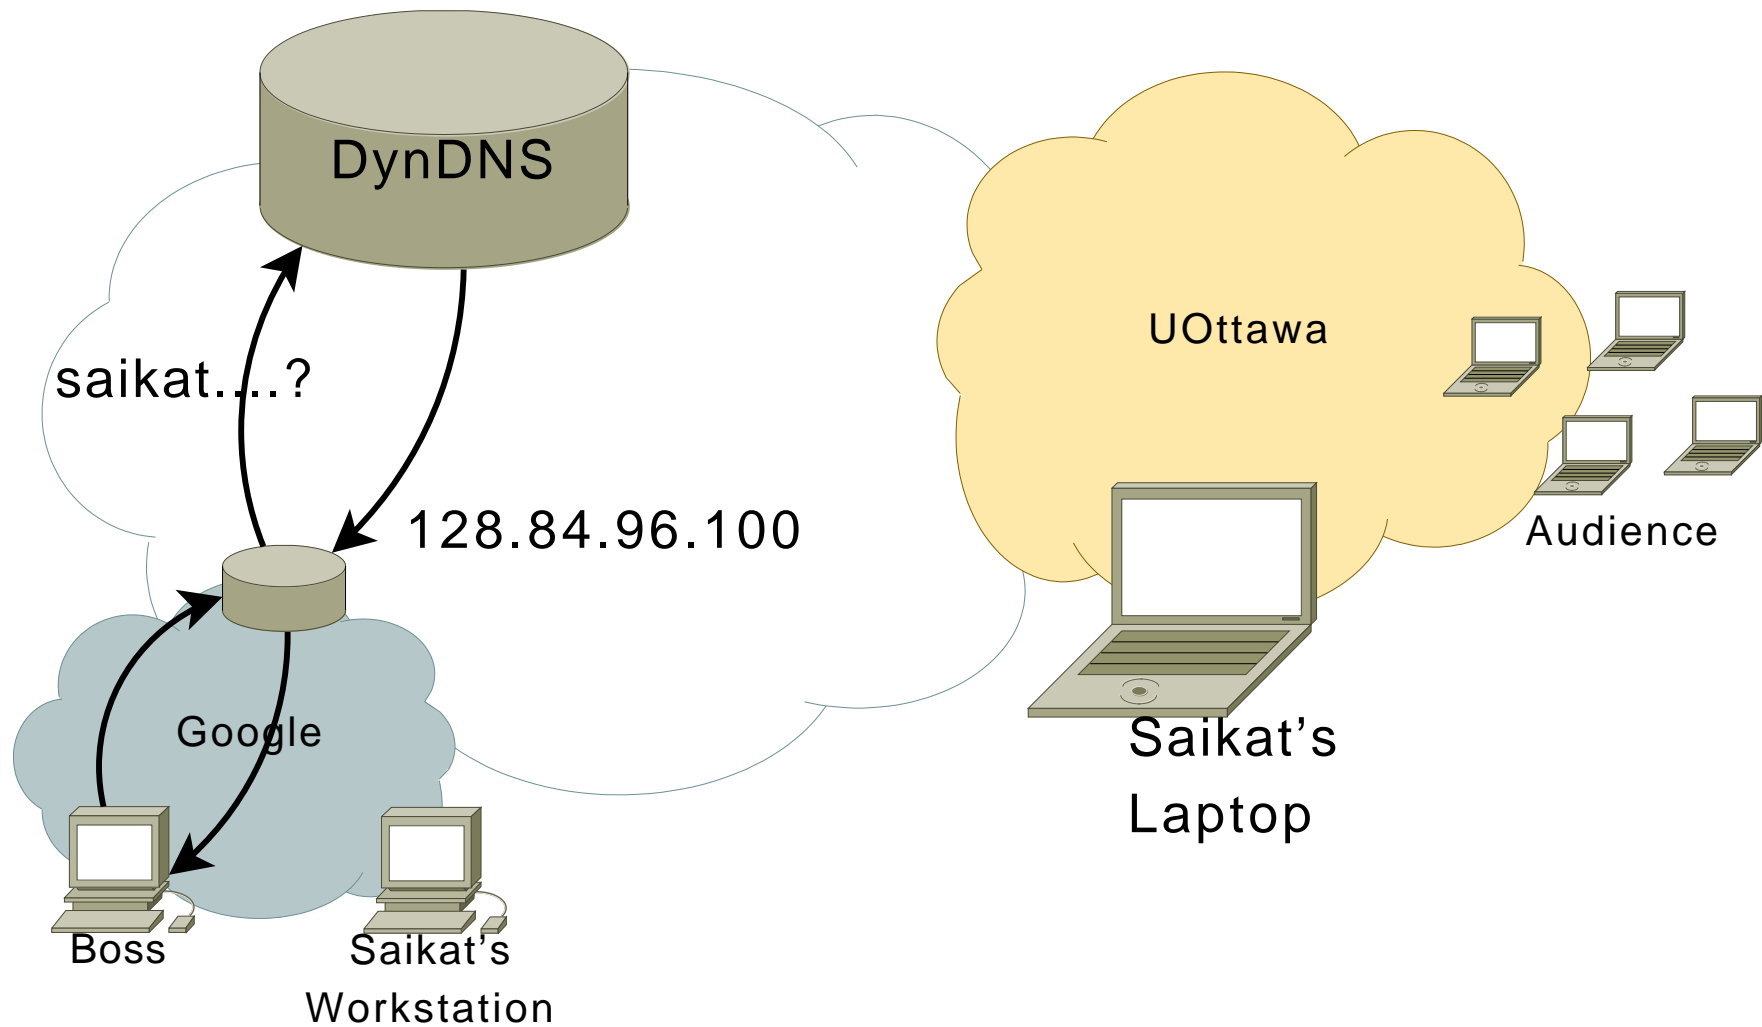 DynDNS
UOttawa
saikat....?
128.84.96.100
Audience
Google
Saikat’s
Laptop
Boss
Saikat’s
Workstation